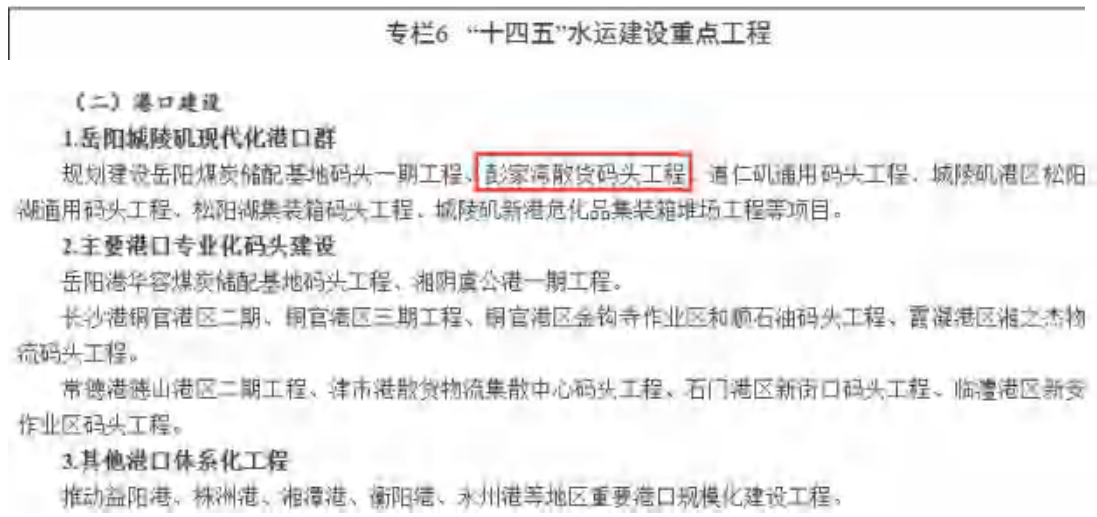 专栏6 “十四五”水运建设重点工程
（二）港口建设
1.岳阳城陵矶现代化港口群
规划建设岳阳煤炭储配基地码头一期工程、彭家湾散货码头工程、道仁矶通用码头工程、城陵矶港区松阳
湖通用码头工程、松阳湖集装箱码头工程、城陵矶新港危化品集装箱堆场工程等项目。
2.主要港口专业化码头建设
岳阳港华容煤炭储配基地码头工程、湘阴虞公港一期工程。
长沙港铜官港区二期、铜官港区三期工程、铜官港区金钩寺作业区和顺石油码头工程、霞凝港区湘之杰物
流码头工程。
常德港德山港区二期工程、津市港散货物流集散中心码头工程、石门港区新街口码头工程、临澧港区新安
作业区码头工程。
3.其他港口体系化工程
推动益阳港、株洲港、湘潭港、衡阳港、永州港等地区重要港口规模化建设工程。